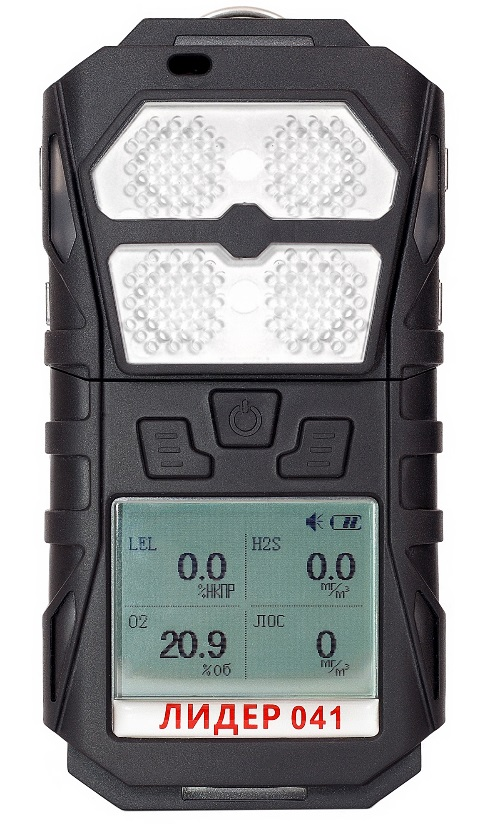 LEL H2S
0.0 0.0
%НКПР мг/м³
O2 ЛОС
20.9 0
%об мг/м³
ЛИДЕР 041